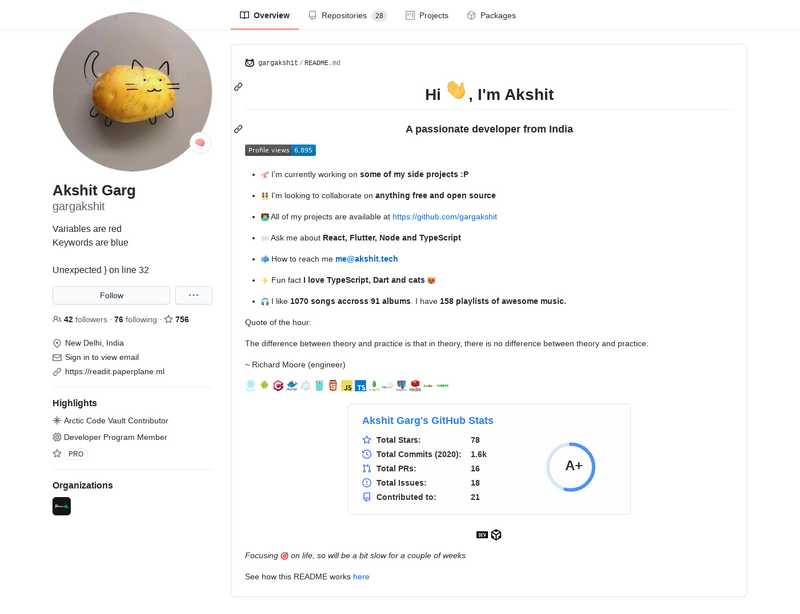 Overview
Repositories 28
Projects
Packages
Akshit Garg
gargakshit
Variables are red
Keywords are blue
Unexpected } on line 32
Follow
...
42 followers · 76 following · 756
New Delhi, India
Sign in to view email
https://readit.paperplane.ml
Highlights
Arctic Code Vault Contributor
Developer Program Member
PRO
Organizations
gargakshit / README.md
Hi 👋, I'm Akshit
A passionate developer from India
Profile views 6,895
🚀 I'm currently working on some of my side projects :P
👯 I'm looking to collaborate on anything free and open source
👨‍💻 All of my projects are available at https://github.com/gargakshit
💬 Ask me about React, Flutter, Node and TypeScript
📫 How to reach me me@akshit.tech
⚡ Fun fact I love TypeScript, Dart and cats 😻
🎧 I like 1070 songs accross 91 albums. I have 158 playlists of awesome music.
Quote of the hour:
The difference between theory and practice is that in theory, there is no difference between theory and practice.
~ Richard Moore (engineer)
JS TS
Akshit Garg's GitHub Stats
Total Stars: 78
Total Commits (2020): 1.6k
Total PRs: 16
Total Issues: 18
Contributed to: 21
A+
DEV
Focusing 🎯 on life, so will be a bit slow for a couple of weeks
See how this README works here